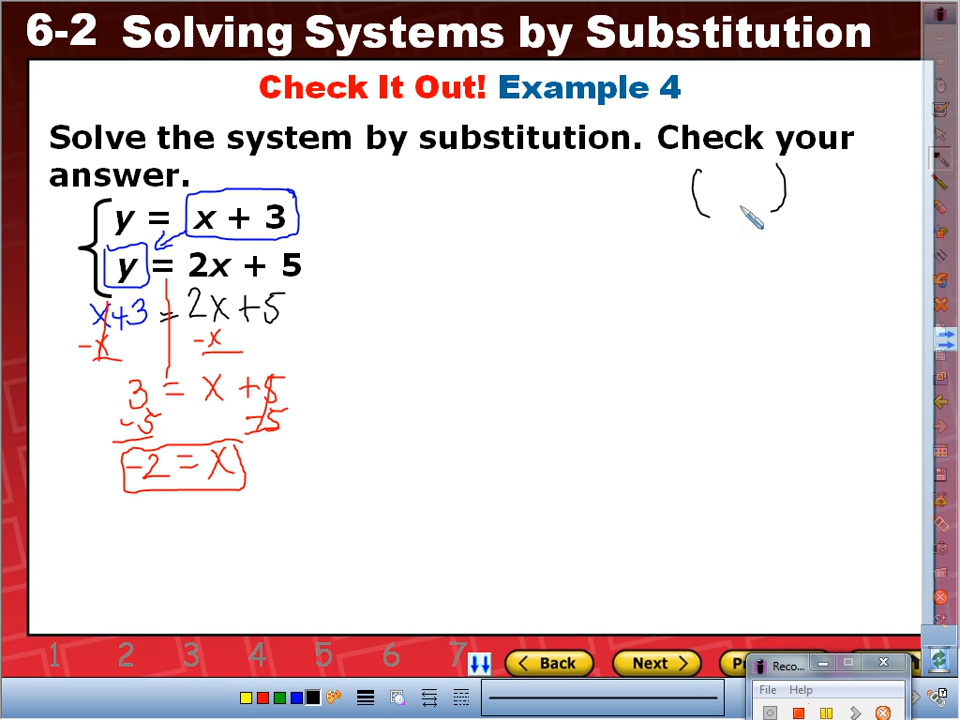 6-2 Solving Systems by Substitution
Check It Out! Example 4
Solve the system by substitution. Check your
answer.
( )
y = x + 3
y = 2x + 5
x+3 = 2x+5
-x -x
3 = x +5
-5 -5
-2 = x
1 2 3 4 5 6 7
< Back Next >
Reco...
File Help